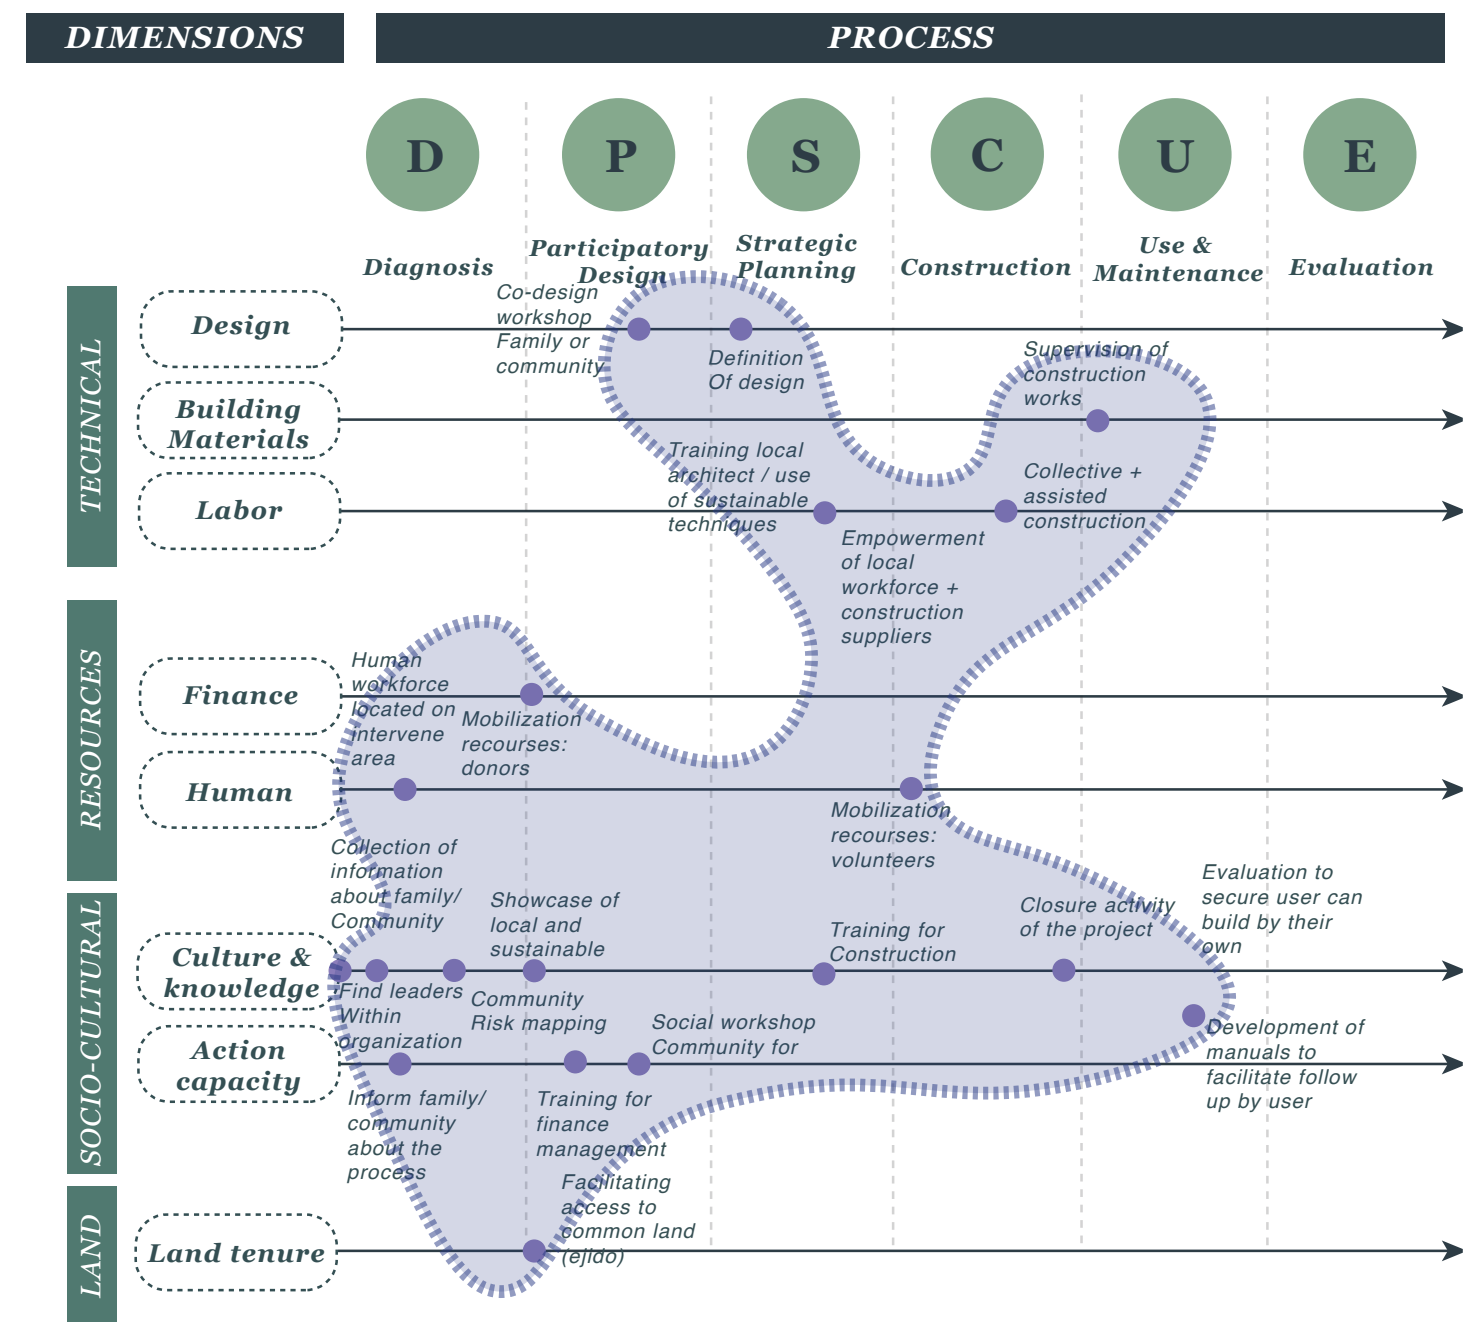 DIMENSIONS
PROCESS
D
P
S
C
U
E
Diagnosis
Participatory
Design
Strategic
Planning
Construction
Use &
Maintenance
Evaluation
TECHNICAL
Design
Co-design
workshop
Family or
community
Definition
Of design
Building
Materials
Supervision of
construction
works
Labor
Training local
architect / use
of sustainable
techniques
Empowerment
of local
workforce +
construction
suppliers
Collective +
assisted
construction
RESOURCES
Finance
Human
workforce
located on
intervene
area
Mobilization
recourses:
donors
Human
Mobilization
recourses:
volunteers
SOCIO-CULTURAL
Culture &
knowledge
Collection of
information
about family/
Community
Showcase of
local and
sustainable
Training for
Construction
Closure activity
of the project
Evaluation to
secure user can
build by their
own
Find leaders
Within
organization
Community
Risk mapping
Action
capacity
Social workshop
Community for
Development of
manuals to
facilitate follow
up by user
Inform family/
community
about the
process
Training for
finance
management
LAND
Land tenure
Facilitating
access to
common land
(ejido)